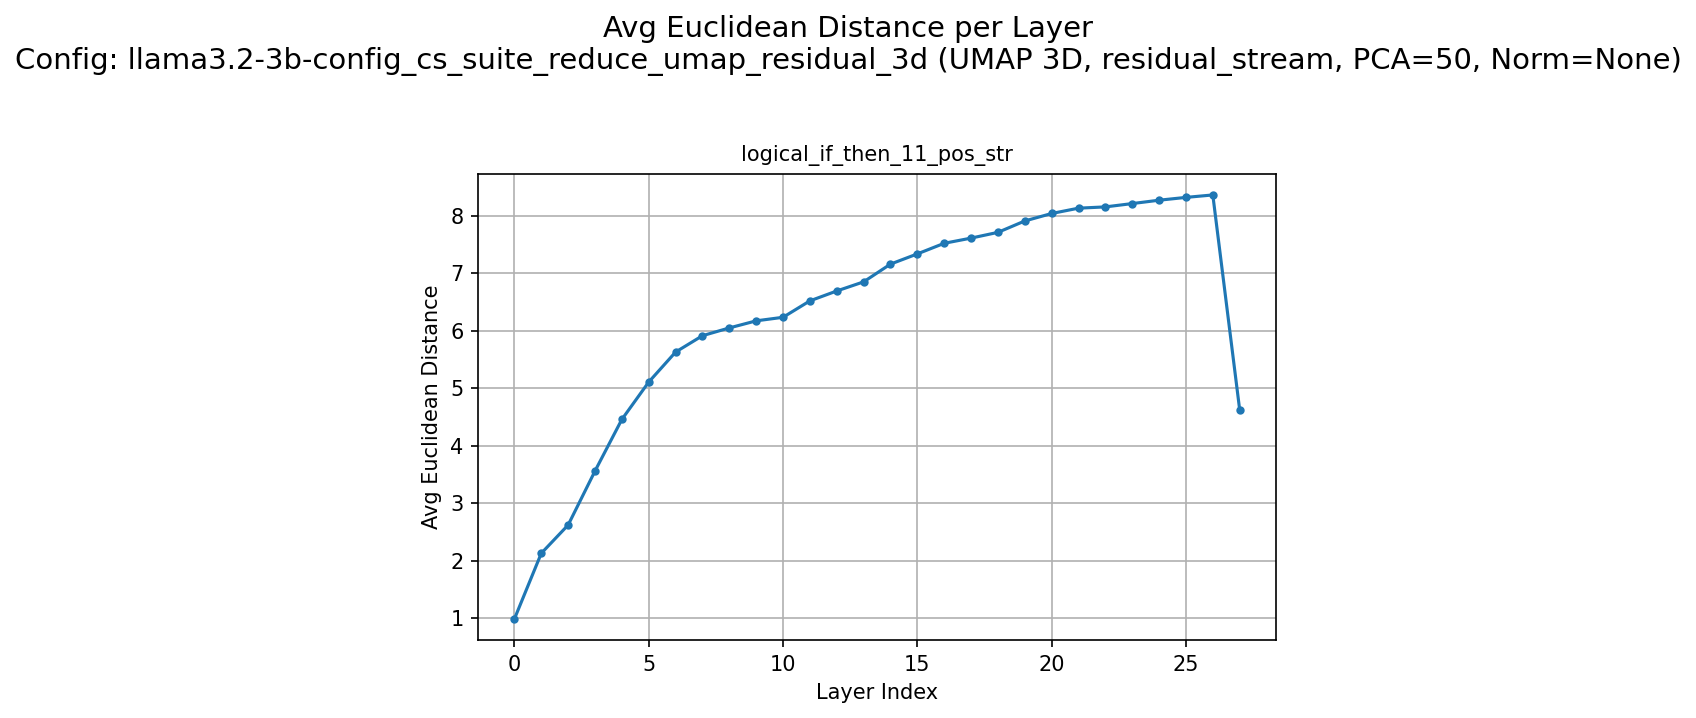 Avg Euclidean Distance per Layer
Config: llama3.2-3b-config_cs_suite_reduce_umap_residual_3d (UMAP 3D, residual_stream, PCA=50, Norm=None)
logical_if_then_11_pos_str
Avg Euclidean Distance
8
7
6
5
4
3
2
1
0 5 10 15 20 25
Layer Index